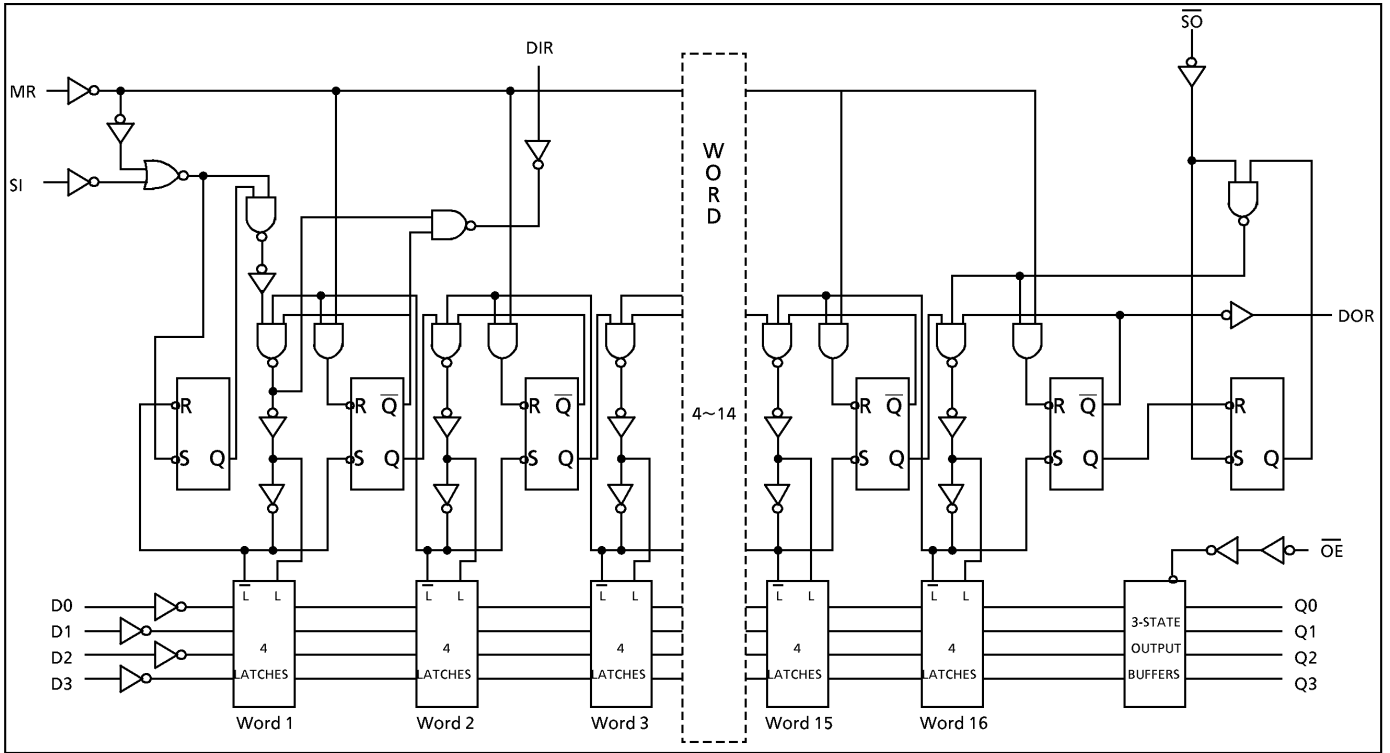 S̅O̅
DIR
MR
SI
W
O
R
D
4~14
DOR
R
S Q
R Q̅
S Q
R Q̅
S Q
R Q̅
S Q
R Q̅
S Q
R
S Q
O̅E̅
D0
D1
D2
D3
L̅ L
4
LATCHES
Word 1
L̅ L
4
LATCHES
Word 2
L̅ L
4
LATCHES
Word 3
L̅ L
4
LATCHES
Word 15
L̅ L
4
LATCHES
Word 16
3-STATE
OUTPUT
BUFFERS
Q0
Q1
Q2
Q3